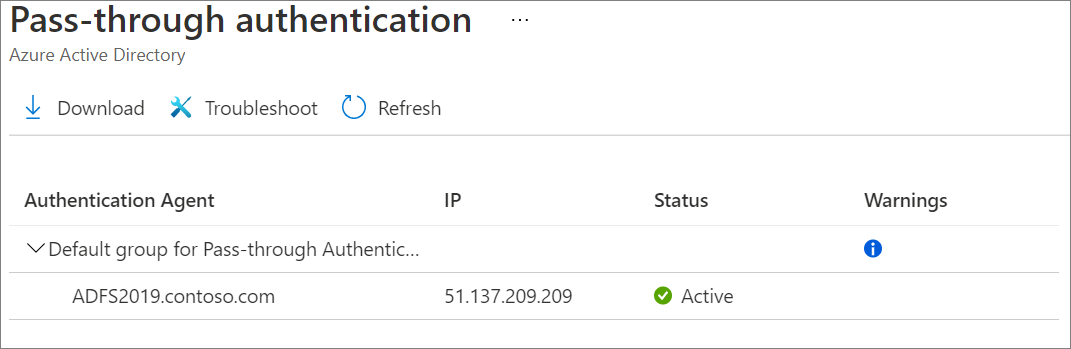 Pass-through authentication ...
Azure Active Directory
Download Troubleshoot Refresh
Authentication Agent IP Status Warnings
Default group for Pass-through Authentic...
ADFS2019.contoso.com 51.137.209.209 Active